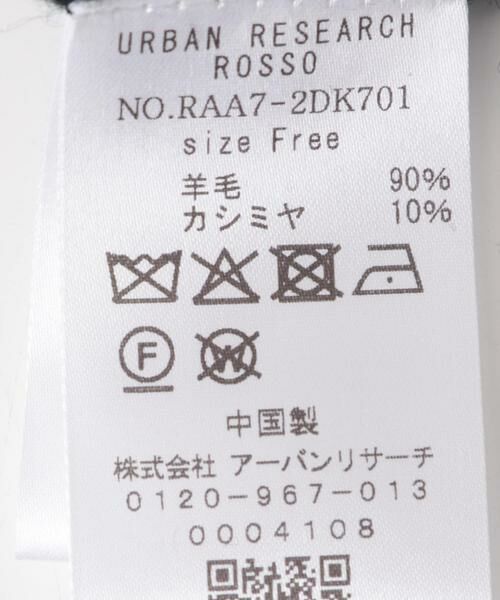 URBAN RESEARCH
ROSSO
NO.RAA7-2DK701
size Free
羊毛 90%
カシミヤ 10%
F
W
中国製
株式会社 アーバンリサーチ
0120-967-013
0004108